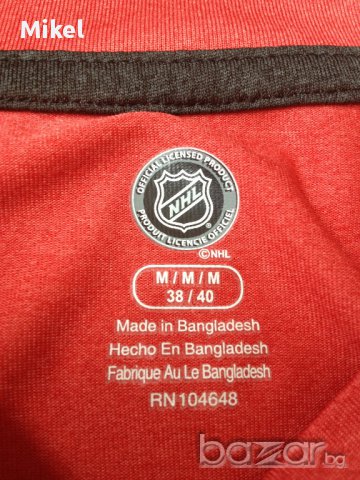 Mikel
OFFICIAL LICENSED PRODUCT
NHL
PRODUIT LICENCIE OFFICIEL
©NHL
M/M/M
38/40
Made in Bangladesh
Hecho En Bangladesh
Fabrique Au Le Bangladesh
RN104648
bazar.bg